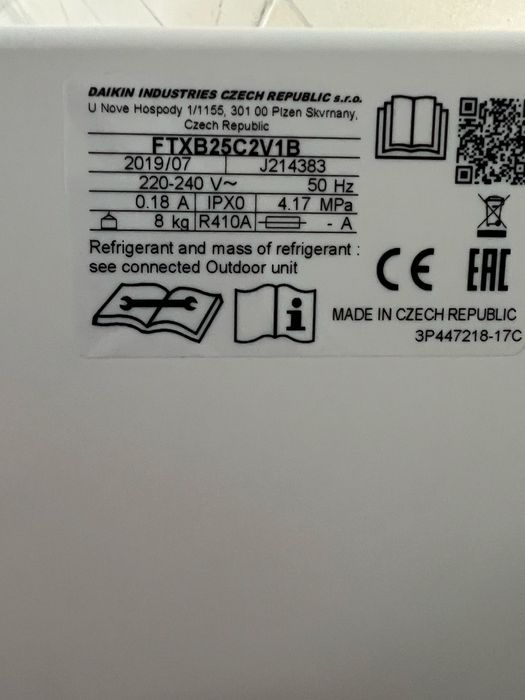 DAIKIN INDUSTRIES CZECH REPUBLIC s.r.o.
U Nove Hospody 1/1155, 301 00 Plzen Skvrnany,
Czech Republic
FTXB25C2V1B
2019/07 J214383
220-240 V~ 50 Hz
0.18 A IPX0 4.17 MPa
8 kg R410A - A
Refrigerant and mass of refrigerant :
see connected Outdoor unit
CE EAC
MADE IN CZECH REPUBLIC
3P447218-17C